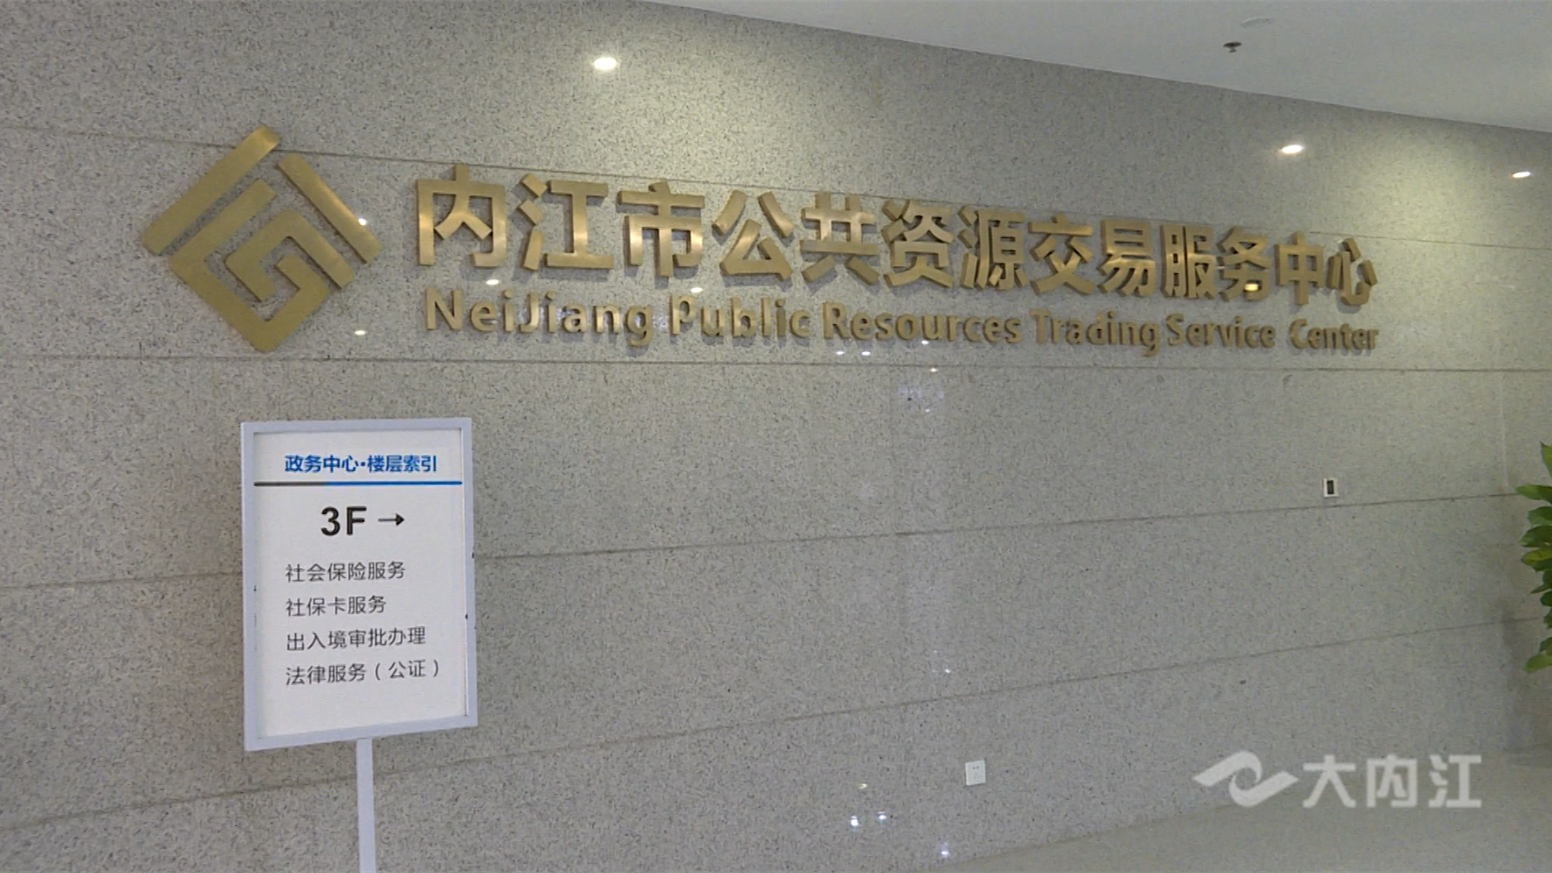 内江市公共资源交易服务中心
NeiJiang Public Resources Trading Service Center
政务中心·楼层索引
3F→
社会保险服务
社保卡服务
出入境审批办理
法律服务（公证）
大内江